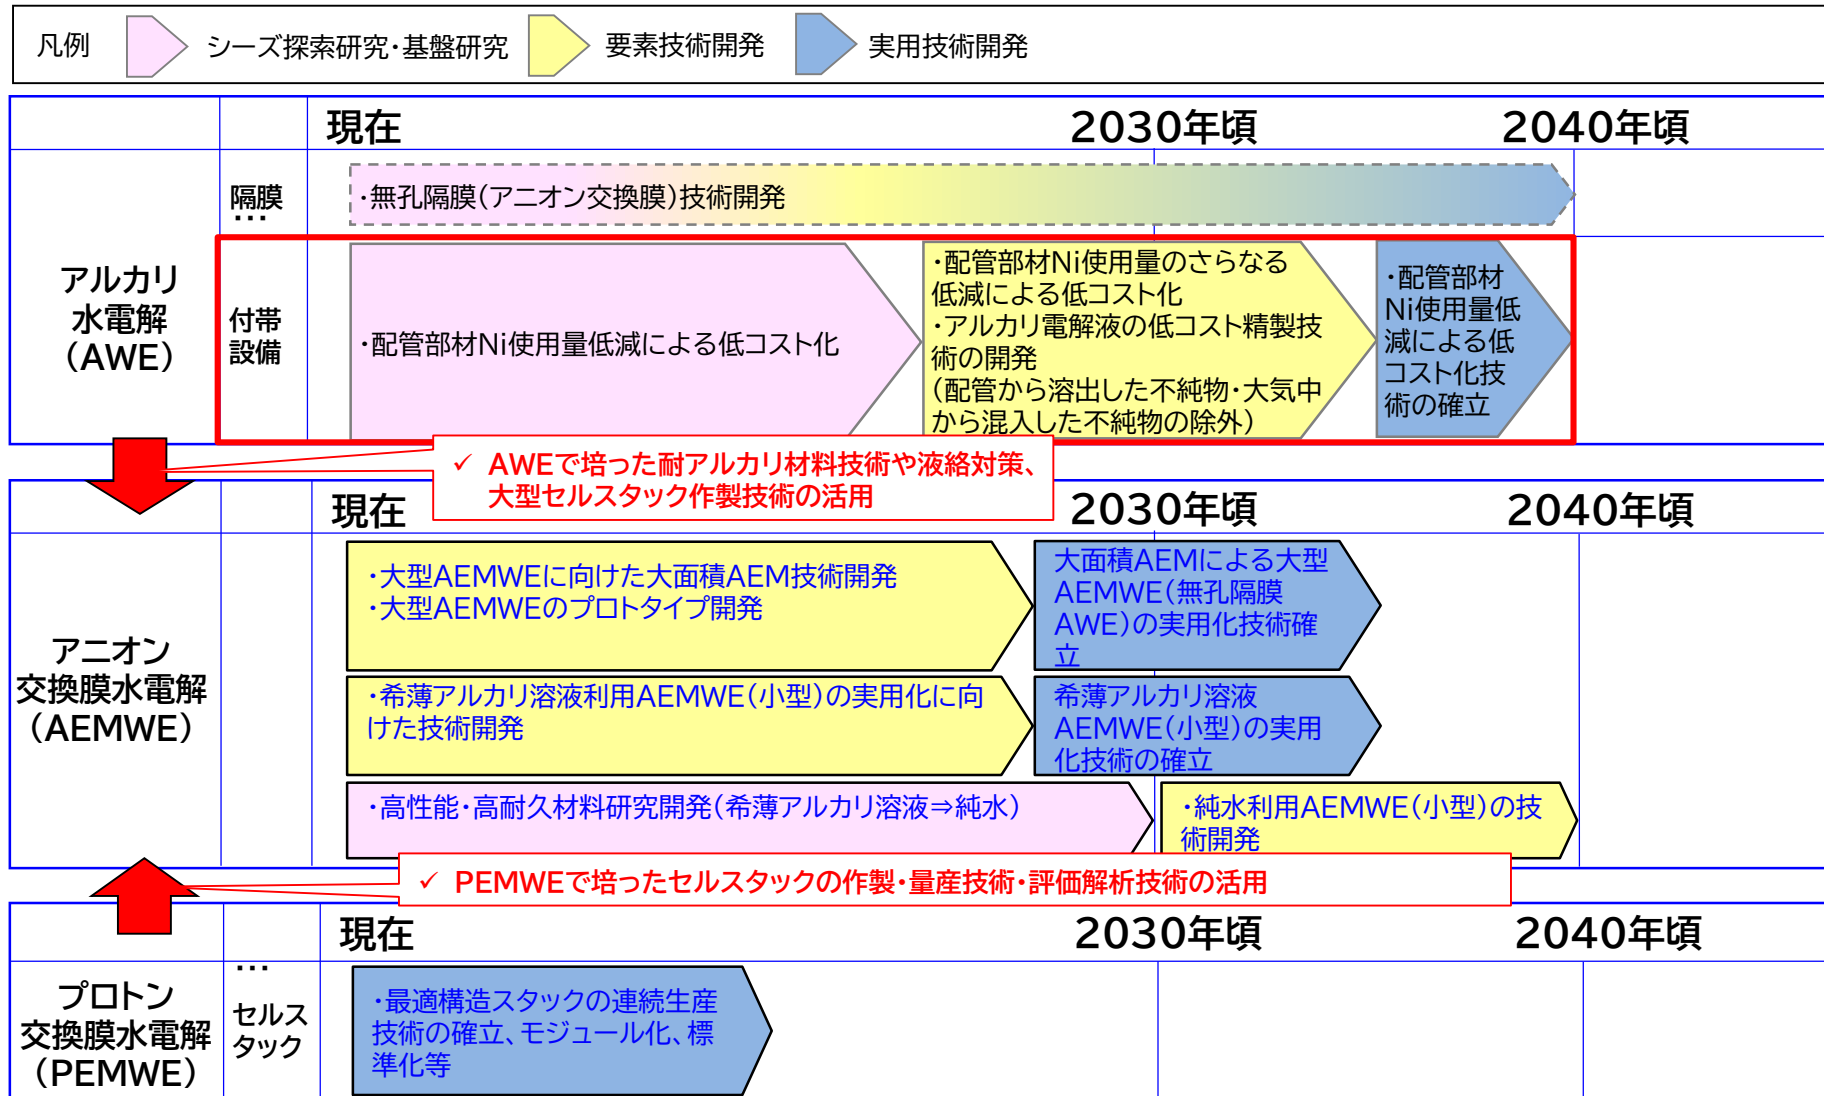 凡例
シーズ探索研究・基盤研究
要素技術開発
実用技術開発
現在
2030年頃
2040年頃
アルカリ
水電解
（AWE）
隔膜
…
・無孔隔膜（アニオン交換膜）技術開発
付帯
設備
・配管部材Ni使用量低減による低コスト化
・配管部材Ni使用量のさらなる
低減による低コスト化
・アルカリ電解液の低コスト精製技
術の開発
（配管から溶出した不純物・大気中
から混入した不純物の除外）
・配管部材
Ni使用量低
減による低
コスト化技
術の確立
✓ AWEで培った耐アルカリ材料技術や液絡対策、
大型セルスタック作製技術の活用
現在
2030年頃
2040年頃
アニオン
交換膜水電解
（AEMWE）
・大型AEMWEに向けた大面積AEM技術開発
・大型AEMWEのプロトタイプ開発
大面積AEMによる大型
AEMWE（無孔隔膜
AWE）の実用化技術確
立
・希薄アルカリ溶液利用AEMWE（小型）の実用化に向
けた技術開発
希薄アルカリ溶液
AEMWE（小型）の実用
化技術の確立
・高性能・高耐久材料研究開発（希薄アルカリ溶液⇒純水）
・純水利用AEMWE（小型）の技
術開発
✓ PEMWEで培ったセルスタックの作製・量産技術・評価解析技術の活用
現在
2030年頃
2040年頃
プロトン
交換膜水電解
（PEMWE）
…
セルス
タック
・最適構造スタックの連続生産
技術の確立、モジュール化、標
準化等